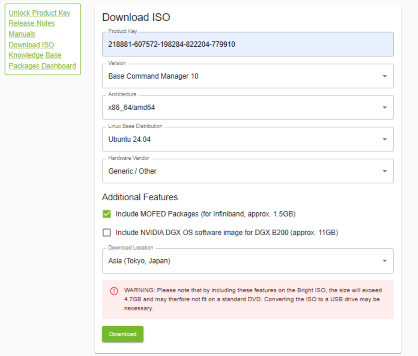 Unlock Product Key
Release Notes
Manuals
Download ISO
Knowledge Base
Packages Dashboard
Download ISO
Product Key
218881-607572-198284-822204-779910
Version
Base Command Manager 10
Architecture
x86_64/amd64
Linux Base Distribution
Ubuntu 24.04
Hardware Vendor
Generic / Other
Additional Features
Include MOFED Packages (for Infiniband, approx. 1.5GB)
Include NVIDIA DGX OS software image for DGX B200 (approx. 11GB)
Download Location
Asia (Tokyo, Japan)
WARNING: Please note that by including these features on the Bright ISO, the size will exceed
4.7GB and may therfore not fit on a standard DVD. Converting the ISO to a USB drive may be
necessary.
Download